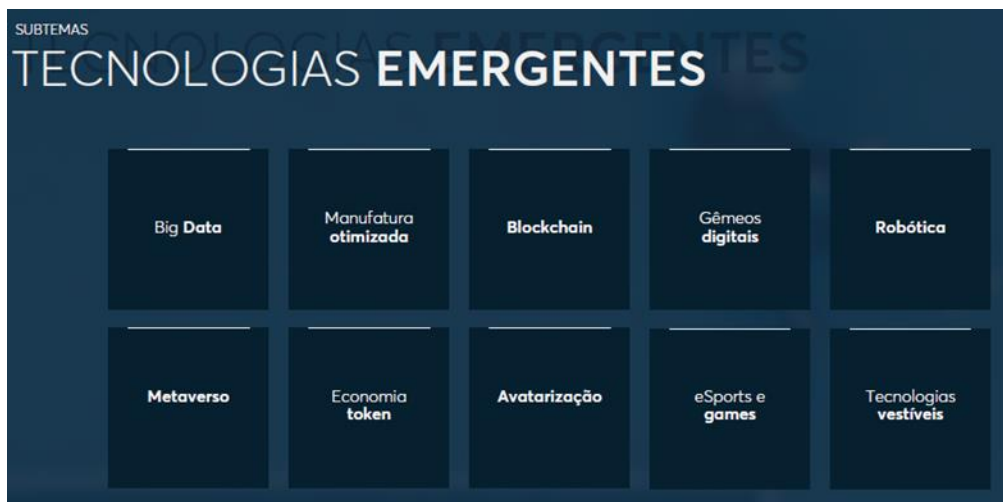 SUBTEMAS
TECNOLOGIAS EMERGENTES
Big Data
Manufatura
otimizada
Blockchain
Gêmeos
digitais
Robótica
Metaverso
Economia
token
Avatarização
eSports e
games
Tecnologias
vestíveis